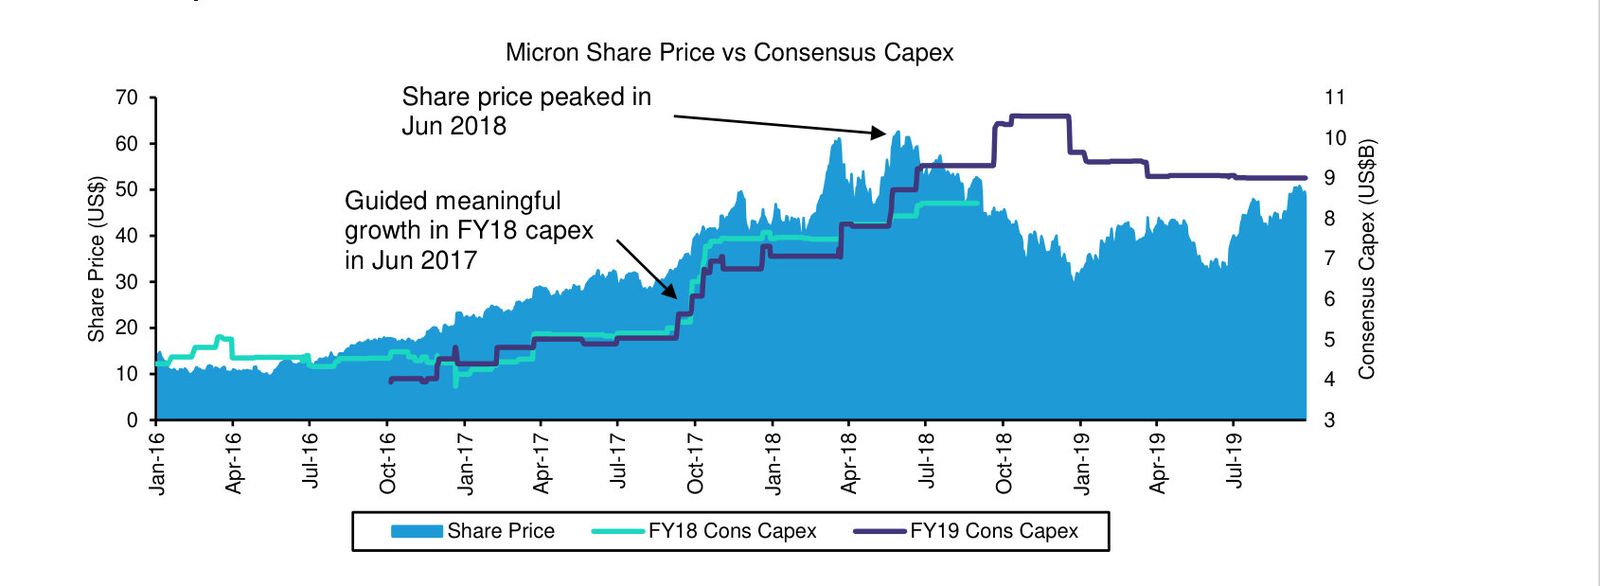 Micron Share Price vs Consensus Capex
Share price peaked in
Jun 2018
Guided meaningful
growth in FY18 capex
in Jun 2017
Share Price (US$)
70
60
50
40
30
20
10
0
Consensus Capex (US$B)
11
10
9
8
7
6
5
4
3
Jan-16
Apr-16
Jul-16
Oct-16
Jan-17
Apr-17
Jul-17
Oct-17
Jan-18
Apr-18
Jul-18
Oct-18
Jan-19
Apr-19
Jul-19
Share Price
FY18 Cons Capex
FY19 Cons Capex